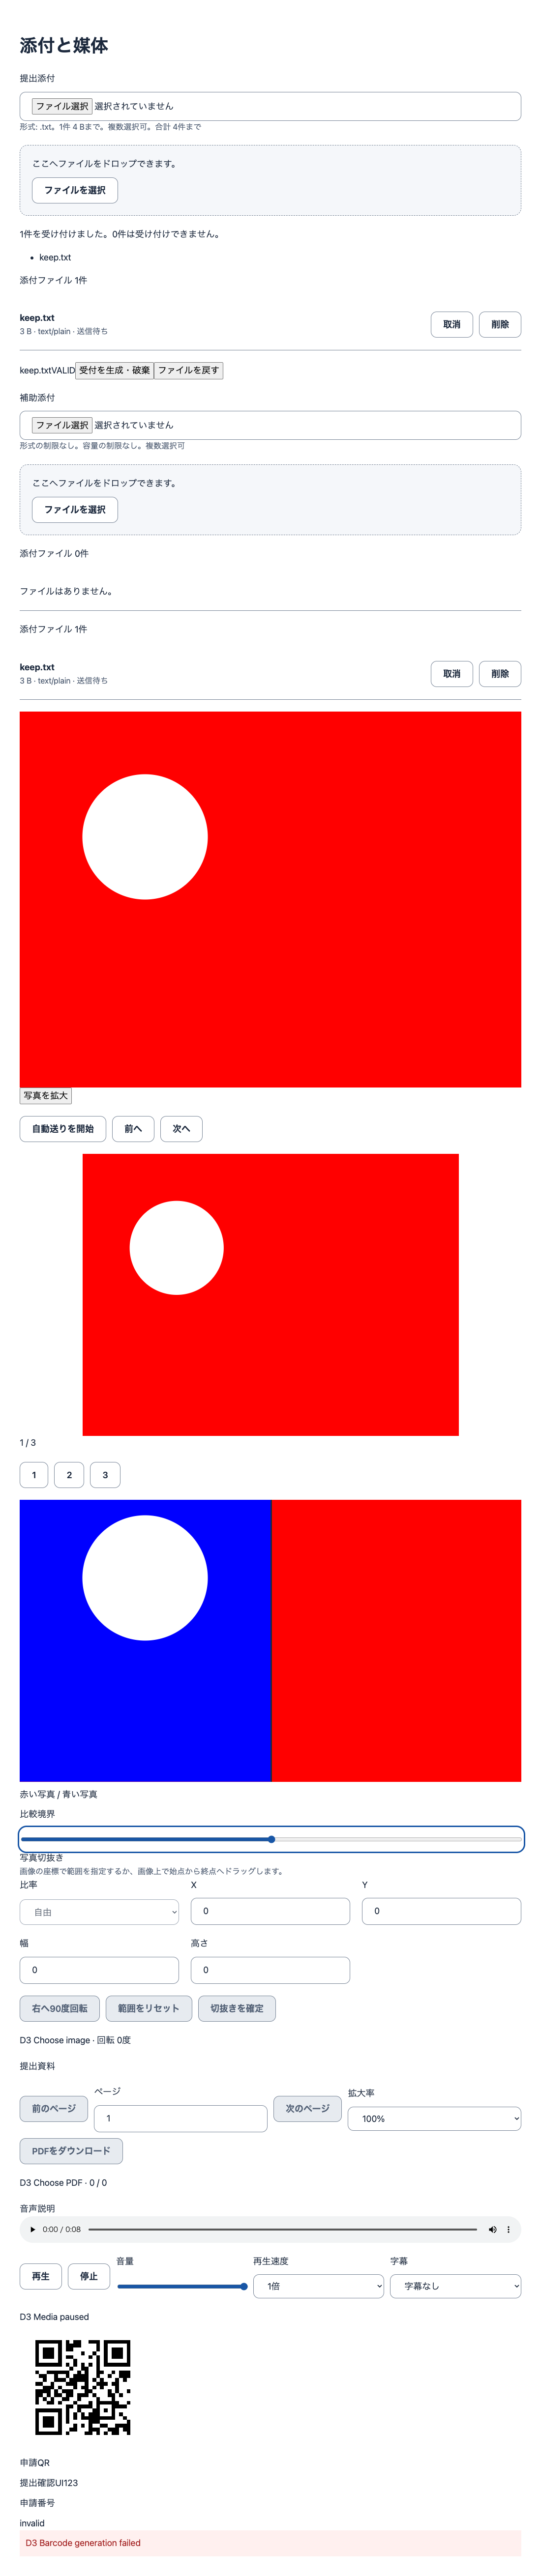 添付と媒体
提出添付
ファイル選択 選択されていません
形式: .txt。1件 4 Bまで。複数選択可。合計 4件まで
ここへファイルをドロップできます。
ファイルを選択
1件を受け付けました。0件は受け付けできません。
• keep.txt
添付ファイル 1件
keep.txt 取消 削除
3 B · text/plain · 送信待ち
keep.txtVALID受付を生成・破棄 ファイルを戻す
補助添付
ファイル選択 選択されていません
形式の制限なし。容量の制限なし。複数選択可
ここへファイルをドロップできます。
ファイルを選択
添付ファイル 0件
ファイルはありません。
添付ファイル 1件
keep.txt 取消 削除
3 B · text/plain · 送信待ち
写真を拡大
自動送りを開始 前へ 次へ
1 / 3
1 2 3
赤い写真 / 青い写真
比較境界
写真切抜き
画像の座標で範囲を指定するか、画像上で始点から終点へドラッグします。
比率 X Y
自由 0 0
幅 高さ
0 0
右へ90度回転 範囲をリセット 切抜きを確定
D3 Choose image · 回転 0度
提出資料
ページ 拡大率
前のページ 1 次のページ 100%
PDFをダウンロード
D3 Choose PDF · 0 / 0
音声説明
0:00 / 0:08
音量 再生速度 字幕
再生 停止 1倍 字幕なし
D3 Media paused
申請QR
提出確認UI123
申請番号
invalid
D3 Barcode generation failed